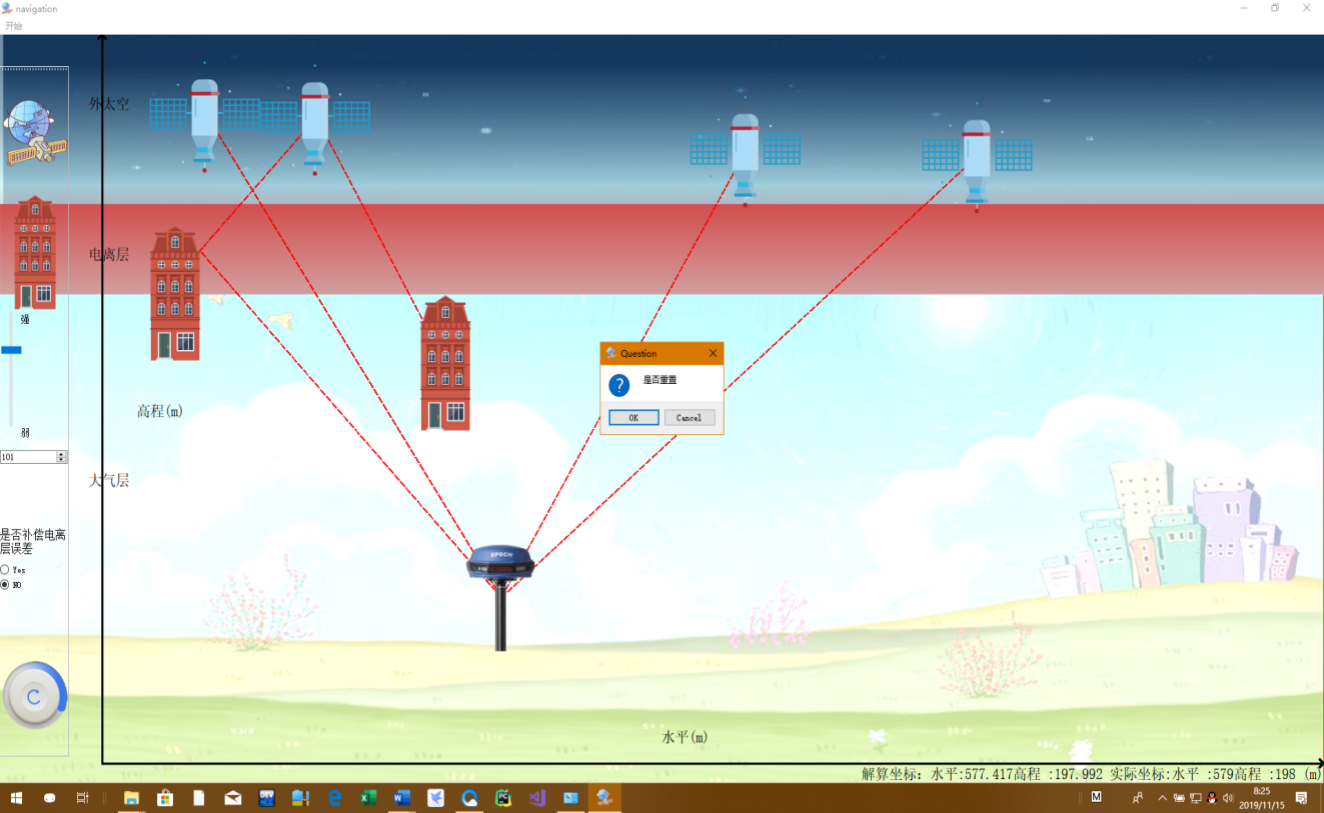 navigation
开始
外太空
电离层
强
Question
是否重置
OK
Cancel
高程(m)
弱
101
大气层
是否补偿电离
层误差
Yes
NO
EPOCH
水平(m)
解算坐标: 水平:577.417高程 :197.992 实际坐标:水平 :579高程 :198 (m)
M
8:25
2019/11/15